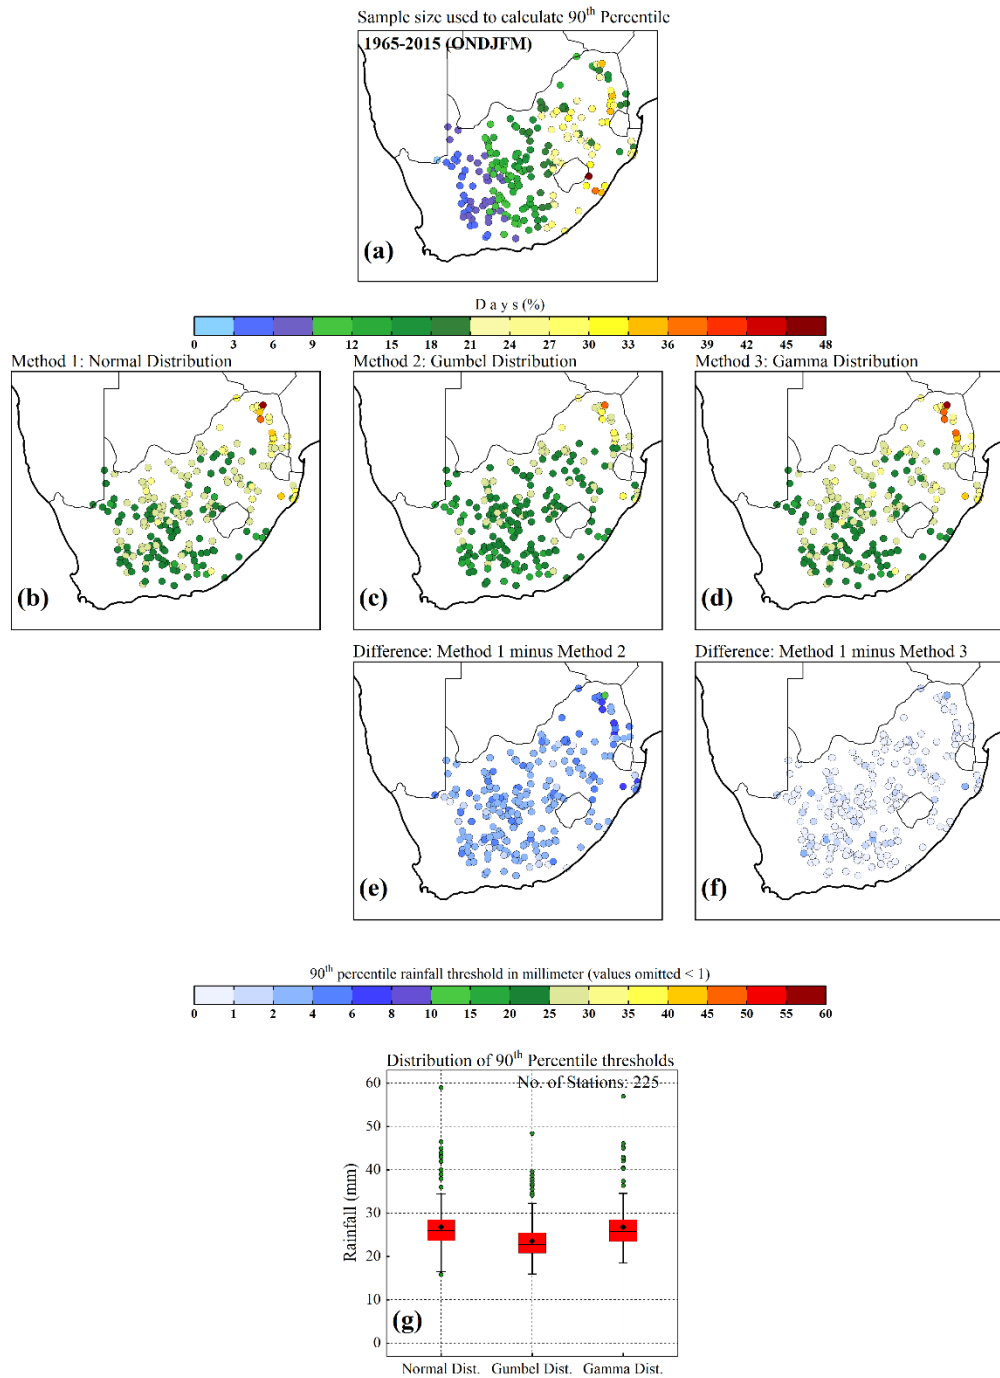 Sample size used to calculate 90th Percentile
1965-2015 (ONDJFM)
(a)
D a y s (%)
0 3 6 9 12 15 18 21 24 27 30 33 36 39 42 45 48
Method 1: Normal Distribution
Method 2: Gumbel Distribution
Method 3: Gamma Distribution
(b)
(c)
(d)
Difference: Method 1 minus Method 2
Difference: Method 1 minus Method 3
(e)
(f)
90th percentile rainfall threshold in millimeter (values omitted < 1)
0 1 2 4 6 8 10 15 20 25 30 35 40 45 50 55 60
Distribution of 90th Percentile thresholds
No. of Stations: 225
60
50
40
30
20
10
0
Rainfall (mm)
(g)
Normal Dist. Gumbel Dist. Gamma Dist.